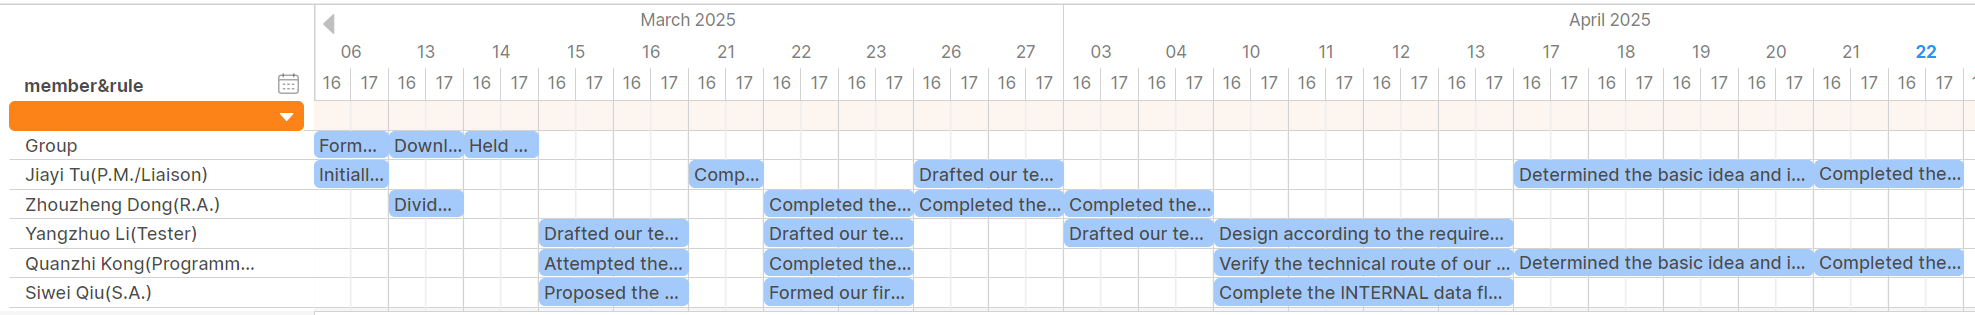 March 2025 April 2025
06 13 14 15 16 21 22 23 26 27 03 04 10 11 12 13 17 18 19 20 21 22
member&rule 16 17 16 17 16 17 16 17 16 17 16 17 16 17 16 17 16 17 16 17 16 17 16 17 16 17 16 17 16 17 16 17 16 17 16 17 16 17 16 17 16 17 16 17
Group Form... Downl... Held ...
Jiayi Tu(P.M./Liaison) Initiall... Comp... Drafted our te... Determined the basic idea and i... Completed the...
Zhouzheng Dong(R.A.) Divid... Completed the... Completed the... Completed the...
Yangzhuo Li(Tester) Drafted our te... Drafted our te... Drafted our te... Design according to the require...
Quanzhi Kong(Programm... Attempted the... Completed the... Verify the technical route of our ... Determined the basic idea and i... Completed the...
Siwei Qiu(S.A.) Proposed the ... Formed our fir... Complete the INTERNAL data fl...